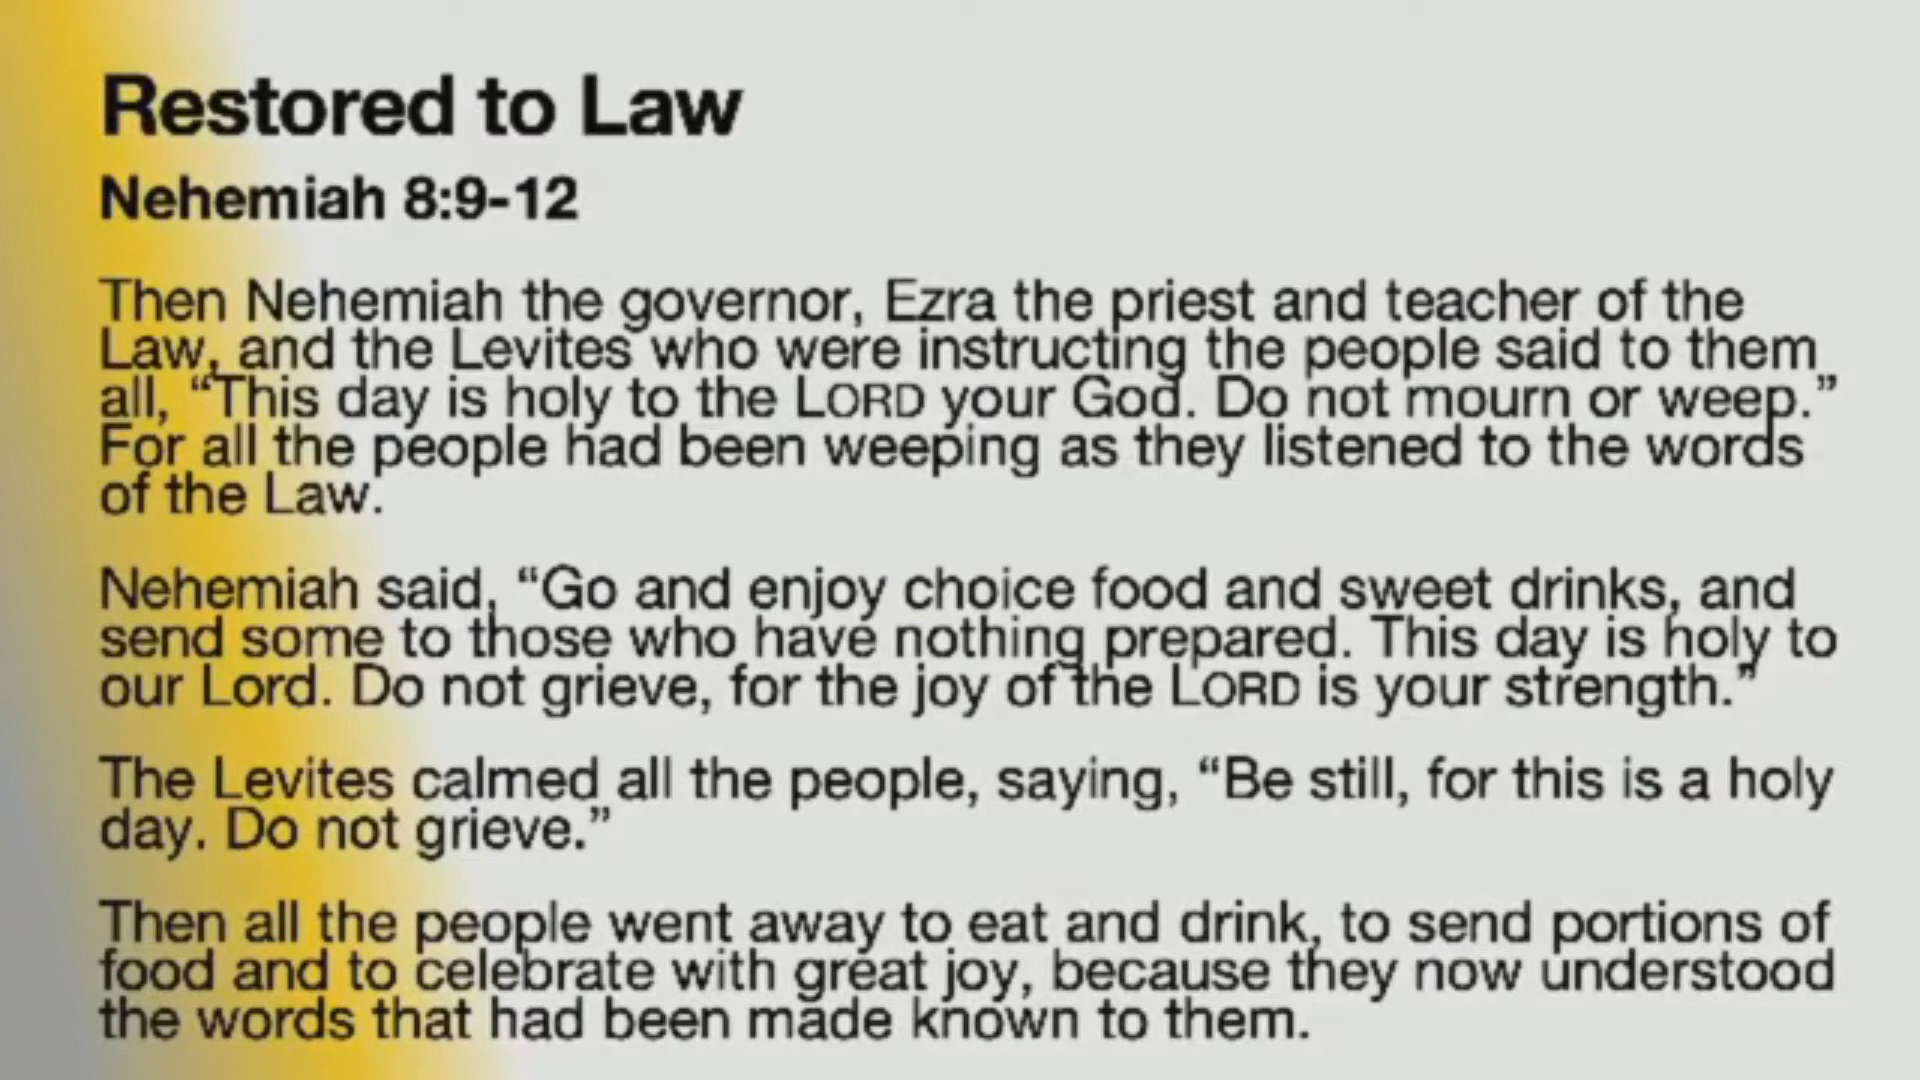 Restored to Law
Nehemiah 8:9-12
Then Nehemiah the governor, Ezra the priest and teacher of the
Law, and the Levites who were instructing the people said to them
all, “This day is holy to the LORD your God. Do not mourn or weep.”
For all the people had been weeping as they listened to the words
of the Law.
Nehemiah said, “Go and enjoy choice food and sweet drinks, and
send some to those who have nothing prepared. This day is holy to
our Lord. Do not grieve, for the joy of the LORD is your strength.”
The Levites calmed all the people, saying, “Be still, for this is a holy
day. Do not grieve.”
Then all the people went away to eat and drink, to send portions of
food and to celebrate with great joy, because they now understood
the words that had been made known to them.